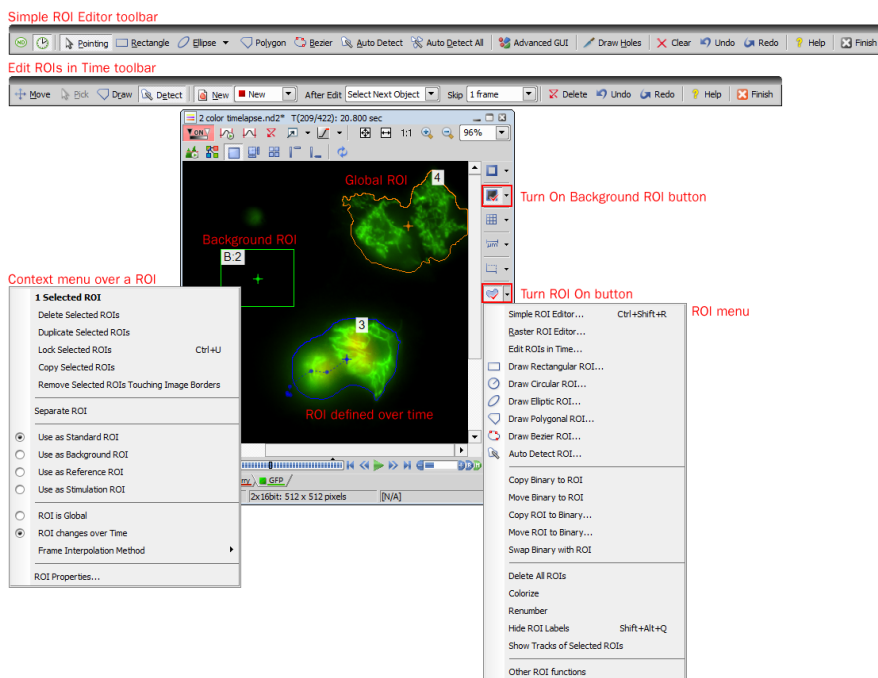 Simple ROI Editor toolbar
MD Pointing Rectangle Ellipse Polygon Bezier Auto Detect Auto Detect All Advanced GUI Draw Holes Clear Undo Redo Help Finish
Edit ROIs in Time toolbar
Move Pick Draw Detect New New After Edit Select Next Object Skip 1 frame Delete Undo Redo Help Finish
2 color timelapse.nd2* T(209/422): 20.800 sec
ON 1:1 96%
Global ROI
4
Turn On Background ROI button
Background ROI
B:2
µm
Context menu over a ROI
Turn ROI On button
1 Selected ROI
Delete Selected ROIs
Duplicate Selected ROIs
Lock Selected ROIs Ctrl+U
Copy Selected ROIs
Remove Selected ROIs Touching Image Borders
Separate ROI
Use as Standard ROI
Use as Background ROI
Use as Reference ROI
Use as Stimulation ROI
ROI is Global
ROI changes over Time
Frame Interpolation Method
ROI Properties...
3
ROI defined over time
GFP
2x16bit: 512 x 512 pixels [N/A]
ROI menu
Simple ROI Editor... Ctrl+Shift+R
Raster ROI Editor...
Edit ROIs in Time...
Draw Rectangular ROI...
Draw Circular ROI...
Draw Elliptic ROI...
Draw Polygonal ROI...
Draw Bezier ROI...
Auto Detect ROI...
Copy Binary to ROI
Move Binary to ROI
Copy ROI to Binary...
Move ROI to Binary...
Swap Binary with ROI
Delete All ROIs
Colorize
Renumber
Hide ROI Labels Shift+Alt+Q
Show Tracks of Selected ROIs
Other ROI functions